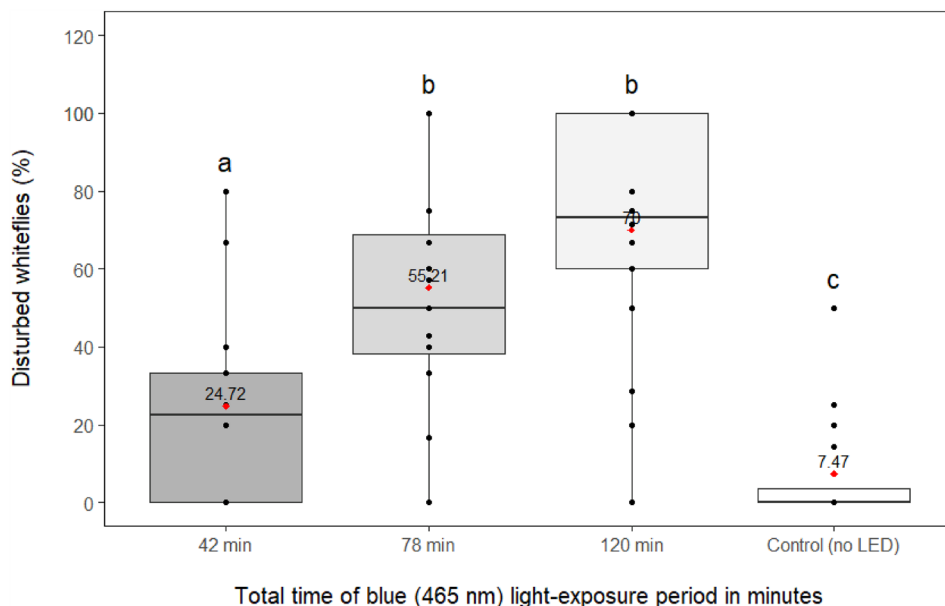 120
100
80
60
40
20
0
Disturbed whiteflies (%)
a
b
b
c
24.72
55.21
70
7.47
42 min
78 min
120 min
Control (no LED)
Total time of blue (465 nm) light-exposure period in minutes